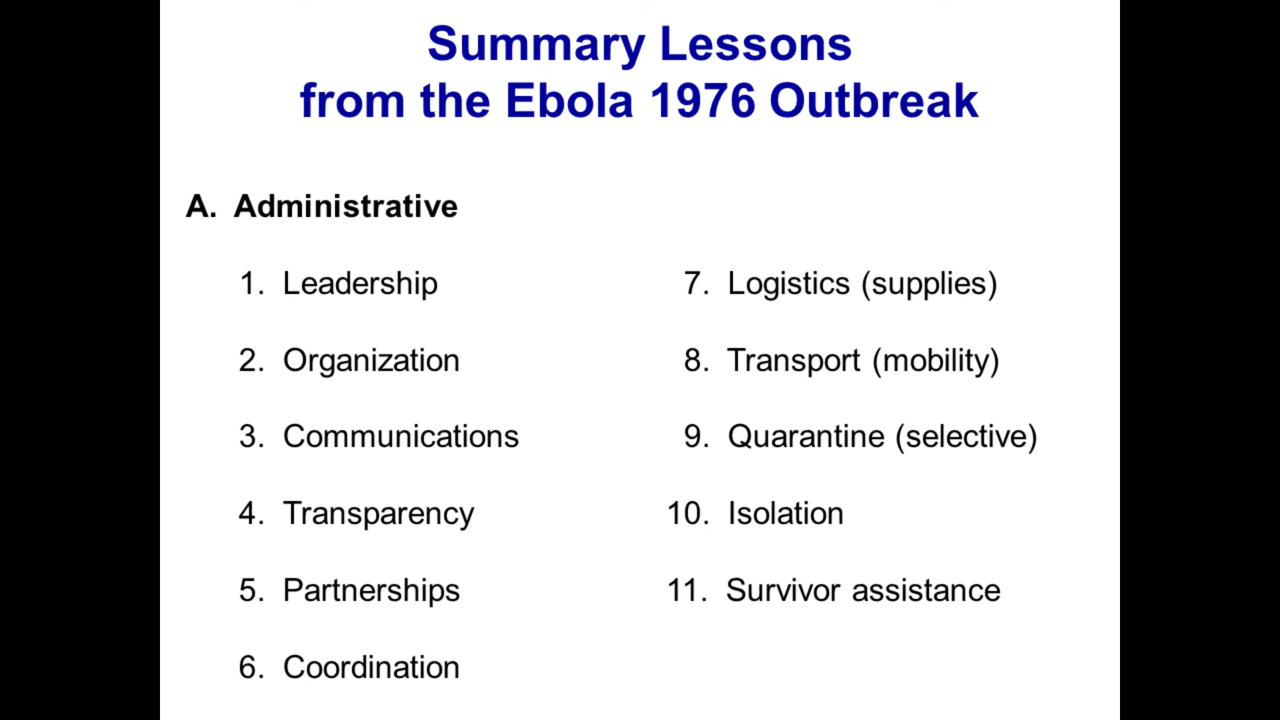 Summary Lessons
from the Ebola 1976 Outbreak
A. Administrative
1. Leadership
2. Organization
3. Communications
4. Transparency
5. Partnerships
6. Coordination
7. Logistics (supplies)
8. Transport (mobility)
9. Quarantine (selective)
10. Isolation
11. Survivor assistance